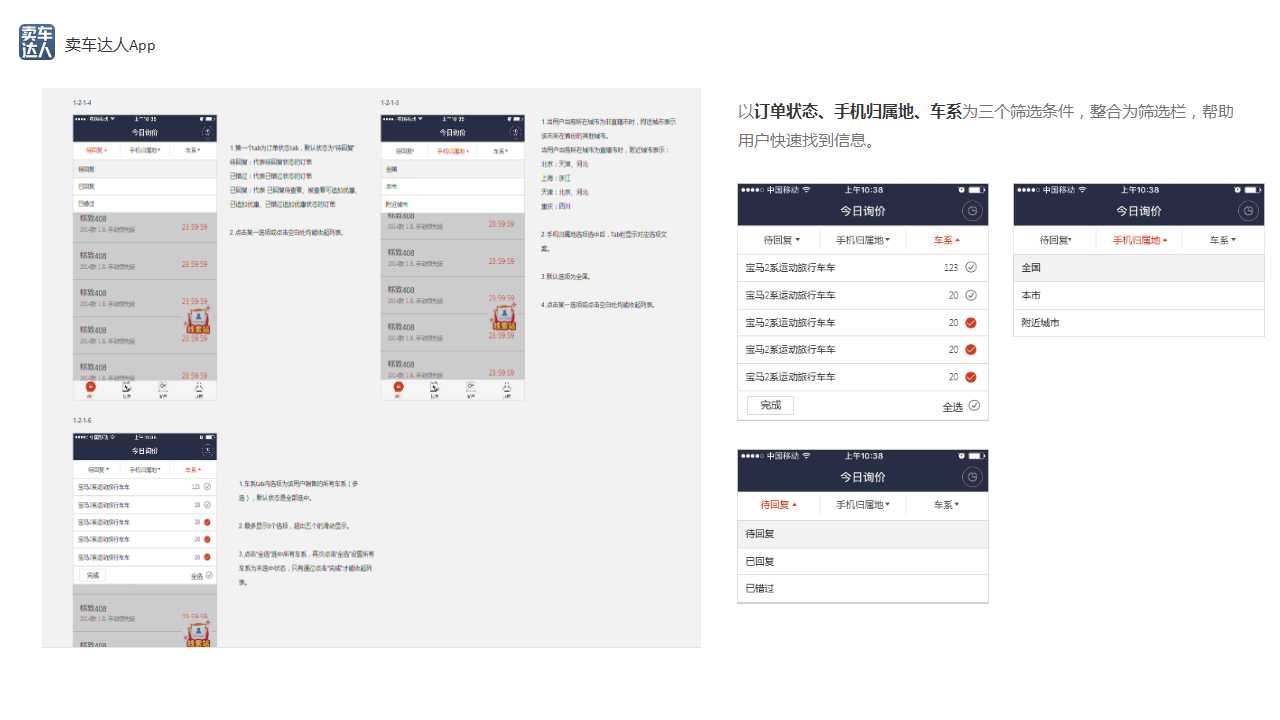 卖车
达人
卖车达人App
以订单状态、手机归属地、车系为三个筛选条件，整合为筛选栏，帮助
用户快速找到信息。
1-2-1-4
今日询价
待回复 手机归属地 车系
待回复
已回复
已错过
标致408
23:59:59
标致408
23:59:59
标致408
23:59:59
标致408
23:59:59
标致408
23:59:59
1.第一个tab为订单状态tab，默认状态为“待回复”
待回复：代表待回复状态的订单
已错过：代表已错过状态的订单
已回复：代表 已回复待查看、被查看可追加优惠、
已追加优惠、已错过追加优惠状态的订单
2.点击某一选项或点击空白处均能收起列表。
1-2-1-3
今日询价
待回复 手机归属地 车系
全国
本市
附近城市
标致408
23:59:59
标致408
23:59:59
标致408
23:59:59
标致408
23:59:59
标致408
23:59:59
1.当用户当前所在城市为非直辖市时，附近城市表示
该市所在省份的其他城市。
当用户当前所在城市为直辖市时，附近城市表示：
北京：天津、河北
上海：浙江
天津：北京、河北
重庆：四川
2.手机归属地选项选中后，Tab处显示对应选项文
案。
3.默认选项为全国。
4.点击某一选项或点击空白处均能收起列表。
1-2-1-6
今日询价
待回复 手机归属地 车系
宝马2系运动旅行车车 123
宝马2系运动旅行车车 20
宝马2系运动旅行车车 20
宝马2系运动旅行车车 20
宝马2系运动旅行车车 20
完成 全选
标致408
标致408
1.车系tab内选项为该用户销售的所有车系（多
选），默认状态是全部选中。
2.最多显示5个选项，超出五个时滑动显示。
3.点击“全选”选中所有车系，再次点击“全选”设置所有
车系为未选中状态，只有通过点击“完成”才能收起列
表。
中国移动 上午10:38
今日询价
待回复 手机归属地 车系
宝马2系运动旅行车车 123
宝马2系运动旅行车车 20
宝马2系运动旅行车车 20
宝马2系运动旅行车车 20
宝马2系运动旅行车车 20
完成 全选
中国移动 上午10:38
今日询价
待回复 手机归属地 车系
全国
本市
附近城市
中国移动 上午10:38
今日询价
待回复 手机归属地 车系
待回复
已回复
已错过